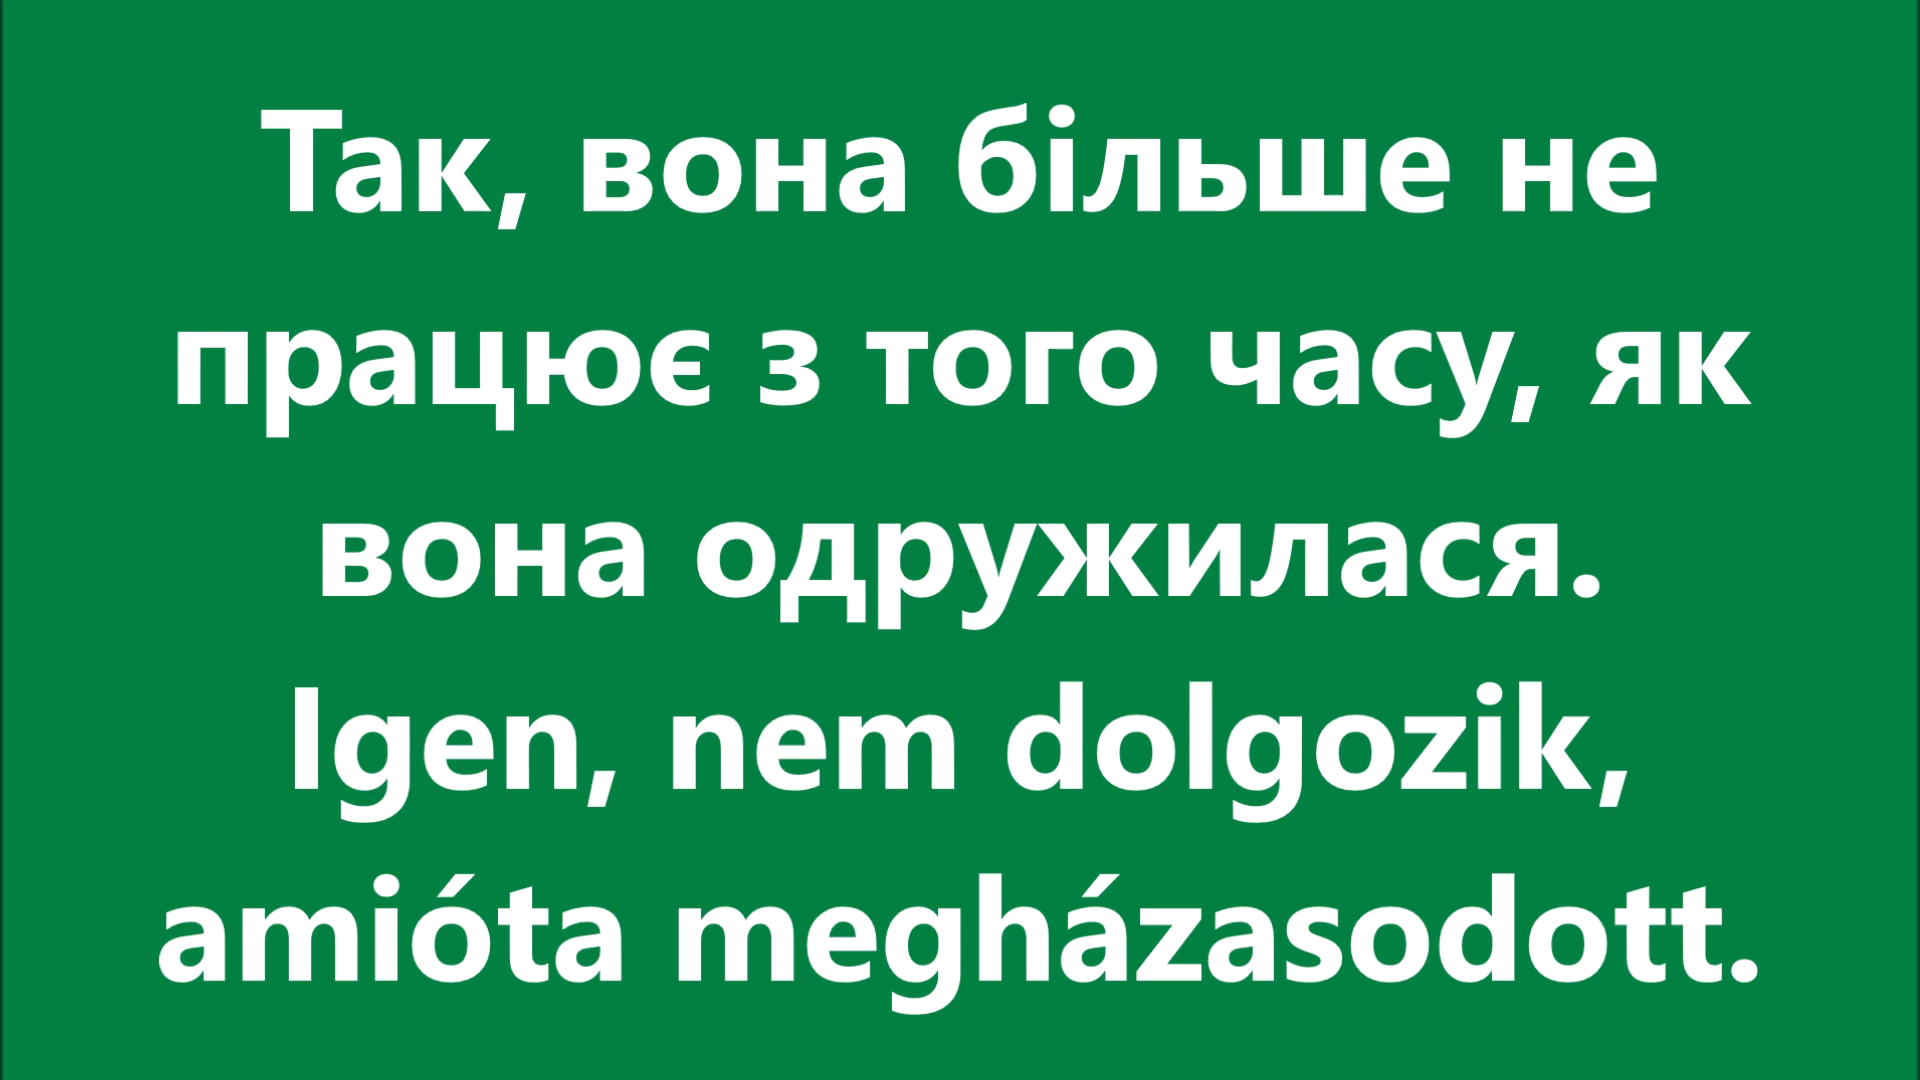 Так, вона більше не
працює з того часу, як
вона одружилася.
Igen, nem dolgozik,
amióta megházasodott.